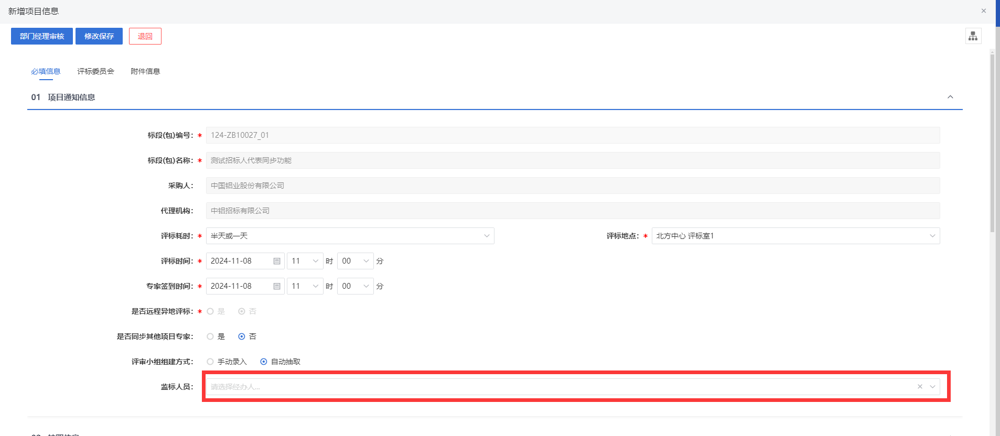 新增项目信息
部门经理审核 修改保存 退回
必填信息 评标委员会 附件信息
01 项目通知信息
标段(包)编号：* 124-ZB10027_01
标段(包)名称：* 测试招标人代表同步功能
采购人： 中国铝业股份有限公司
代理机构： 中铝招标有限公司
评标耗时：* 半天或一天 评标地点：* 北方中心 评标室1
评标时间：* 2024-11-08 11 时 00 分
专家签到时间：* 2024-11-08 11 时 00 分
是否远程异地评标：* 是 否
是否同步其他项目专家： 是 否
评审小组组建方式： 手动录入 自动抽取
监标人员： 请选择经办人...